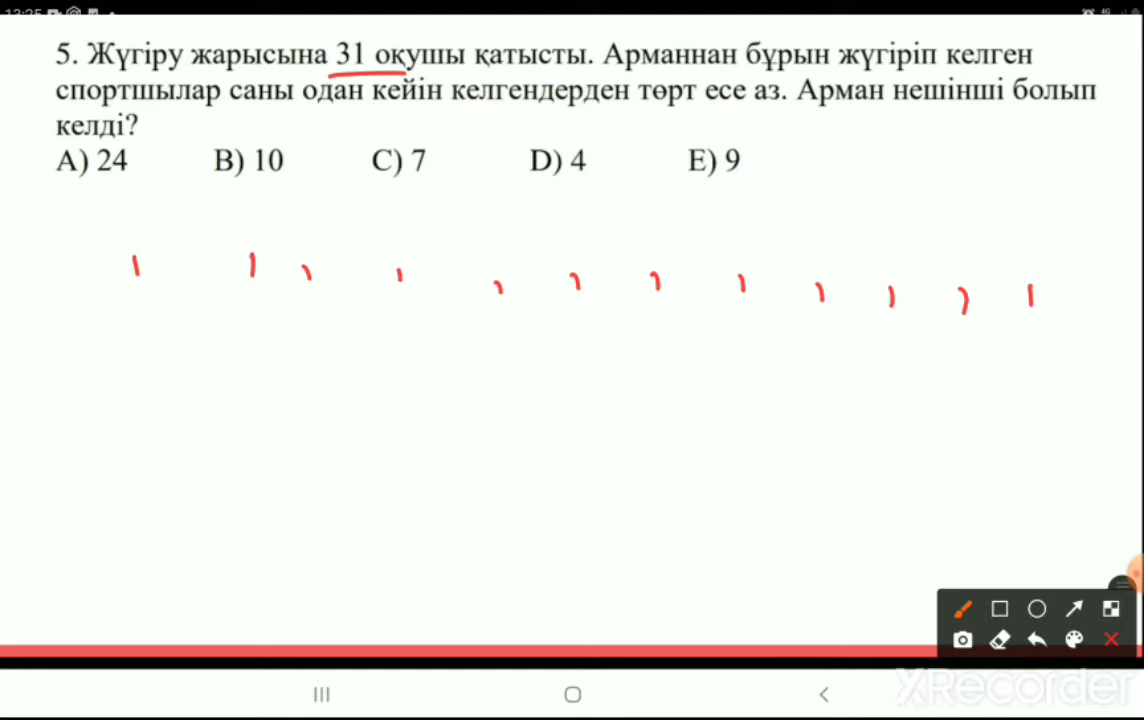 5. Жүгіру жарысына 31 оқушы қатысты. Арманнан бұрын жүгіріп келген
спортшылар саны одан кейін келгендерден төрт есе аз. Арман нешінші болып
келді?
A) 24 B) 10 C) 7 D) 4 E) 9
XRecorder